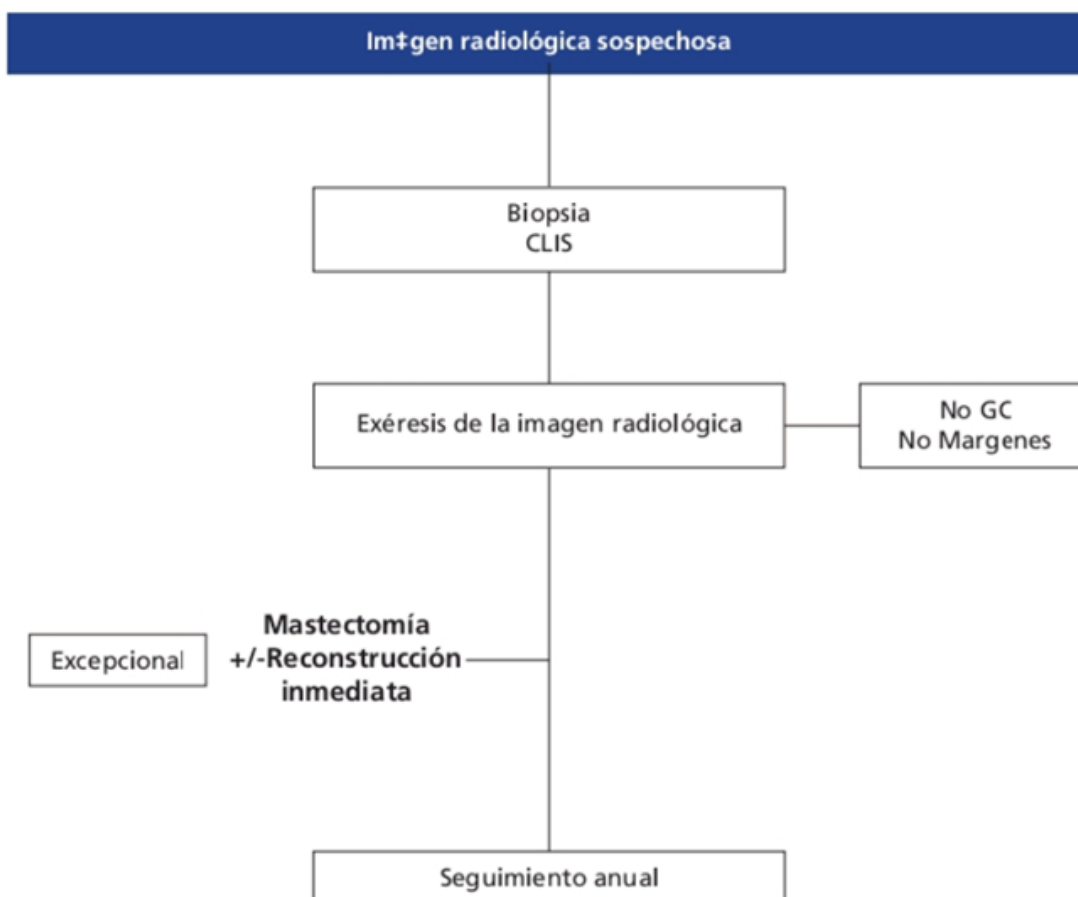 Im‡gen radiológica sospechosa
Biopsia
CLIS
Exéresis de la imagen radiológica
No GC
No Margenes
Mastectomía
+/-Reconstrucción
inmediata
Excepcional
Seguimiento anual